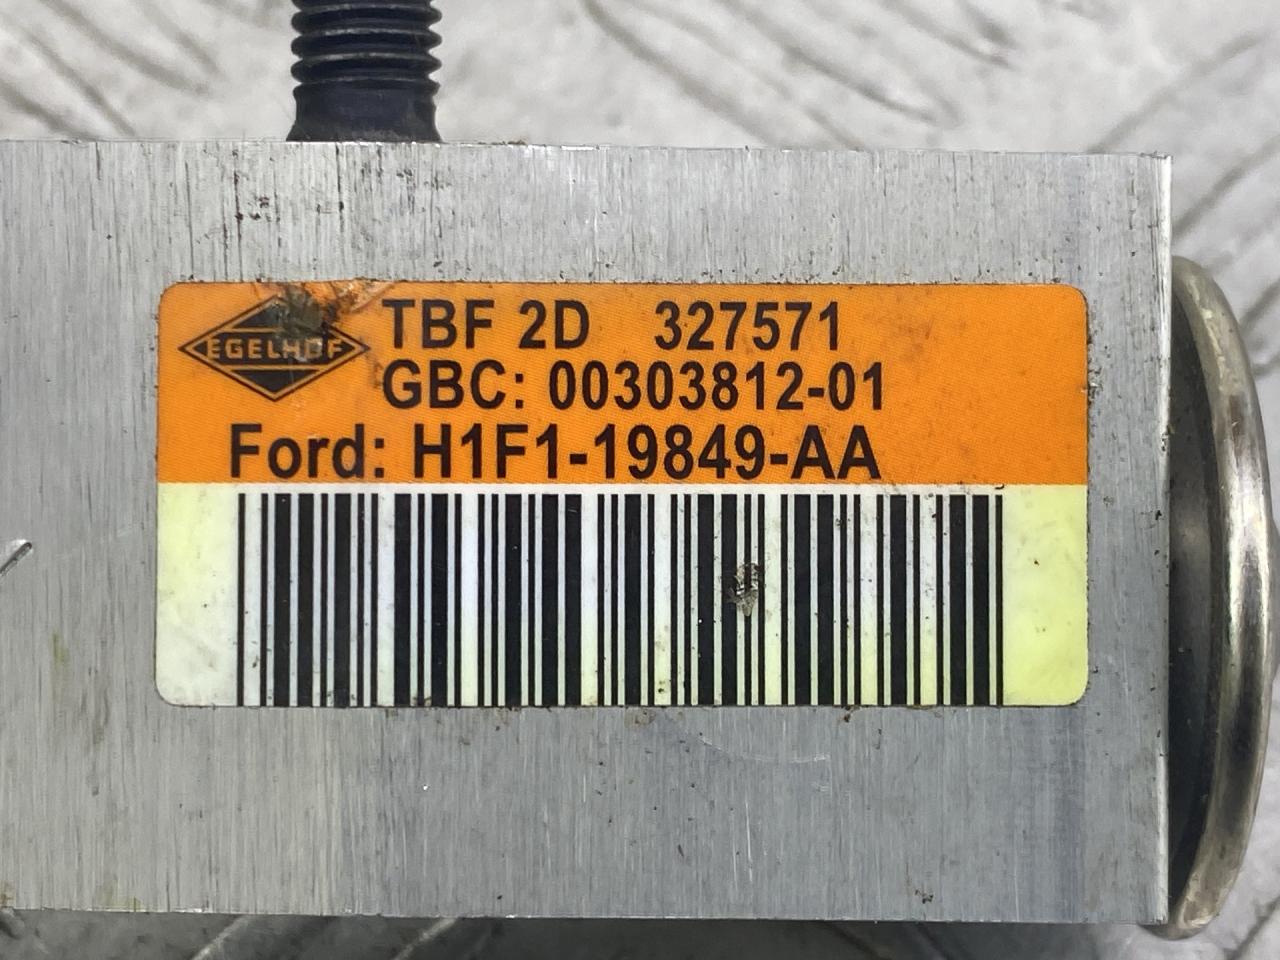 EGELHOF
TBF 2D 327571
GBC: 00303812-01
Ford: H1F1-19849-AA